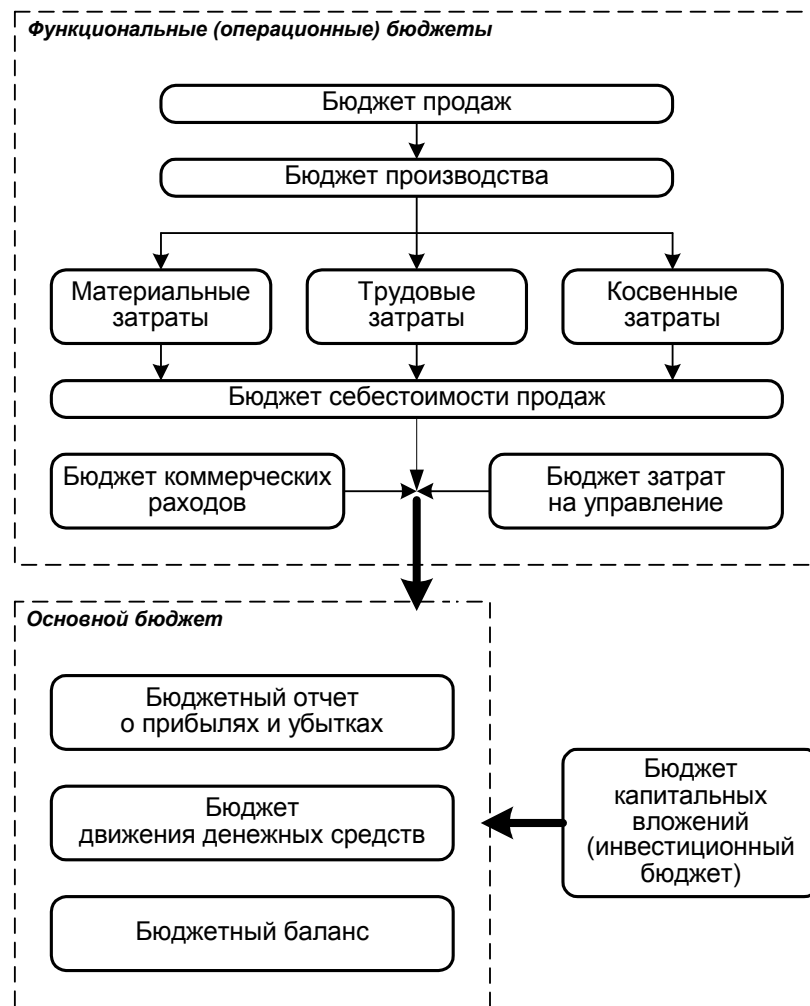 Функциональные (операционные) бюджеты
Бюджет продаж
Бюджет производства
Материальные
затраты
Трудовые
затраты
Косвенные
затраты
Бюджет себестоимости продаж
Бюджет коммерческих
раходов
Бюджет затрат
на управление
Основной бюджет
Бюджетный отчет
о прибылях и убытках
Бюджет
движения денежных средств
Бюджетный баланс
Бюджет
капитальных
вложений
(инвестиционный
бюджет)